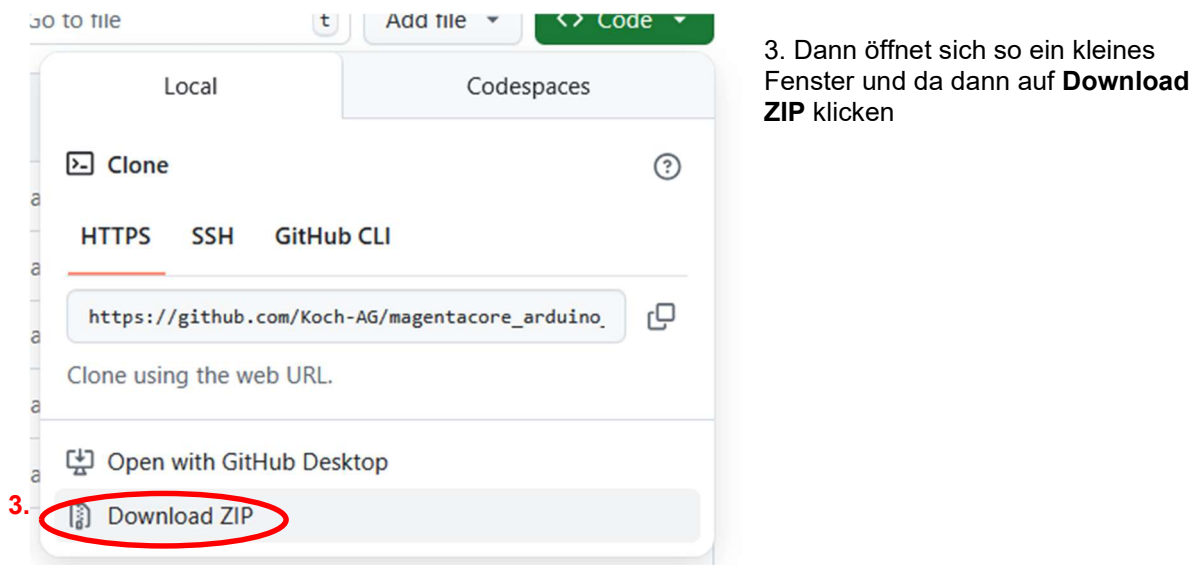 Go to file
t
Add file
<> Code
Local
Codespaces
Clone
HTTPS
SSH
GitHub CLI
https://github.com/Koch-AG/magentacore_arduino_
Clone using the web URL.
Open with GitHub Desktop
3.
Download ZIP
3. Dann öffnet sich so ein kleines
Fenster und da dann auf Download
ZIP klicken